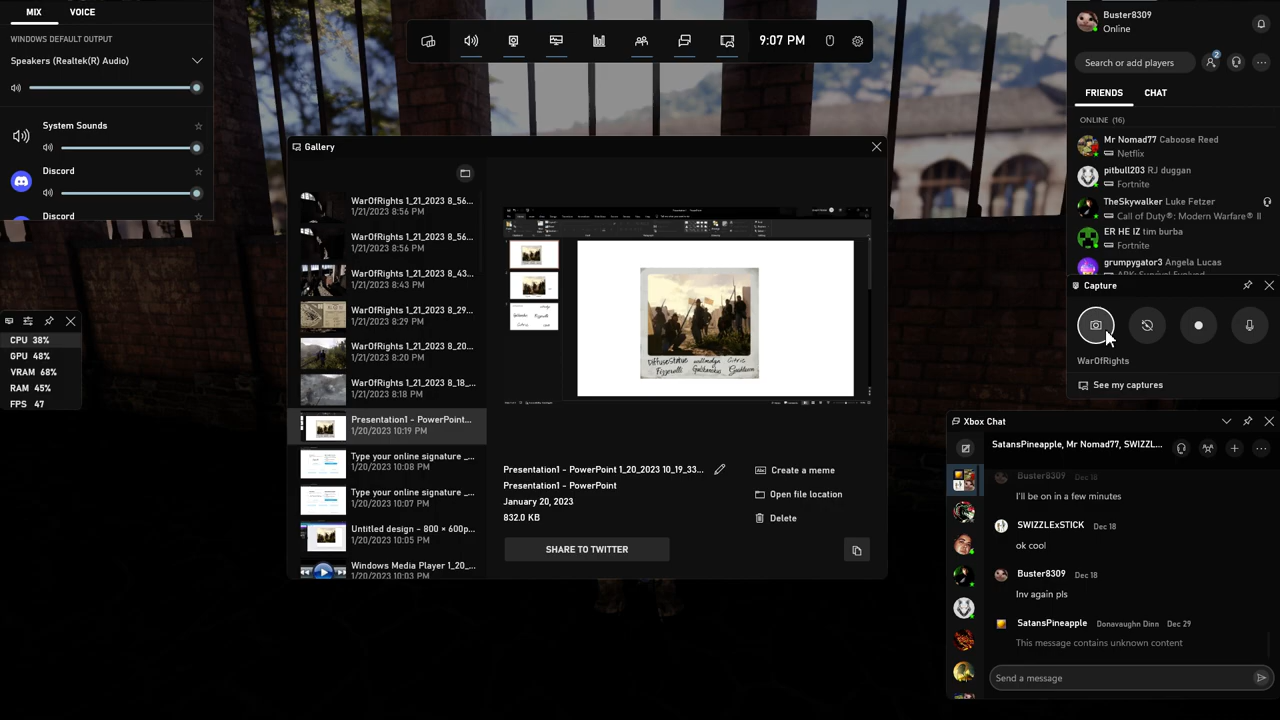 MIX
VOICE
WINDOWS DEFAULT OUTPUT
Speakers (Realtek(R) Audio)
System Sounds
Discord
Discord
CPU 38%
GPU 48%
VRAM 68%
RAM 45%
FPS 47
9:07 PM
Gallery
WarOfRights 1_21_2023 8_56...
1/21/2023 8:56 PM
WarOfRights 1_21_2023 8_56...
1/21/2023 8:56 PM
WarOfRights 1_21_2023 8_43...
1/21/2023 8:43 PM
WarOfRights 1_21_2023 8_29...
1/21/2023 8:29 PM
WarOfRights 1_21_2023 8_20...
1/21/2023 8:20 PM
WarOfRights 1_21_2023 8_18...
1/21/2023 8:18 PM
Presentation1 - PowerPoint...
1/20/2023 10:19 PM
Type your online signature _...
1/20/2023 10:08 PM
Type your online signature _...
1/20/2023 10:07 PM
Untitled design - 800 × 600p...
1/20/2023 10:05 PM
Windows Media Player 1_20_...
1/20/2023 10:03 PM
Presentation1 - PowerPoint 1_20_2023 10_19_33...
Presentation1 - PowerPoint
January 20, 2023
832.0 KB
Create a meme
Open file location
Delete
SHARE TO TWITTER
Buster8309
Online
Search or add players
2
FRIENDS
CHAT
ONLINE (16)
Mr Nomad77 Caboose Reed
Netflix
pitbull203 RJ duggan
Fortnite
TheSkywalker Luke Fetzer
Call of Duty®: Modern Warfare® II
ER HE IZ tim burba
Fortnite
grumpygator3 Angela Lucas
Capture
WarOfRights
See my captures
Xbox Chat
SatansPineapple, Mr Nomad77, SWIZZL...
Buster8309 Dec 18
I'll be on in a few minutes
SWIZZLExSTICK Dec 18
ok cool
Buster8309 Dec 18
Inv again pls
SatansPineapple Donavaughn Dinn Dec 29
This message contains unknown content
Send a message